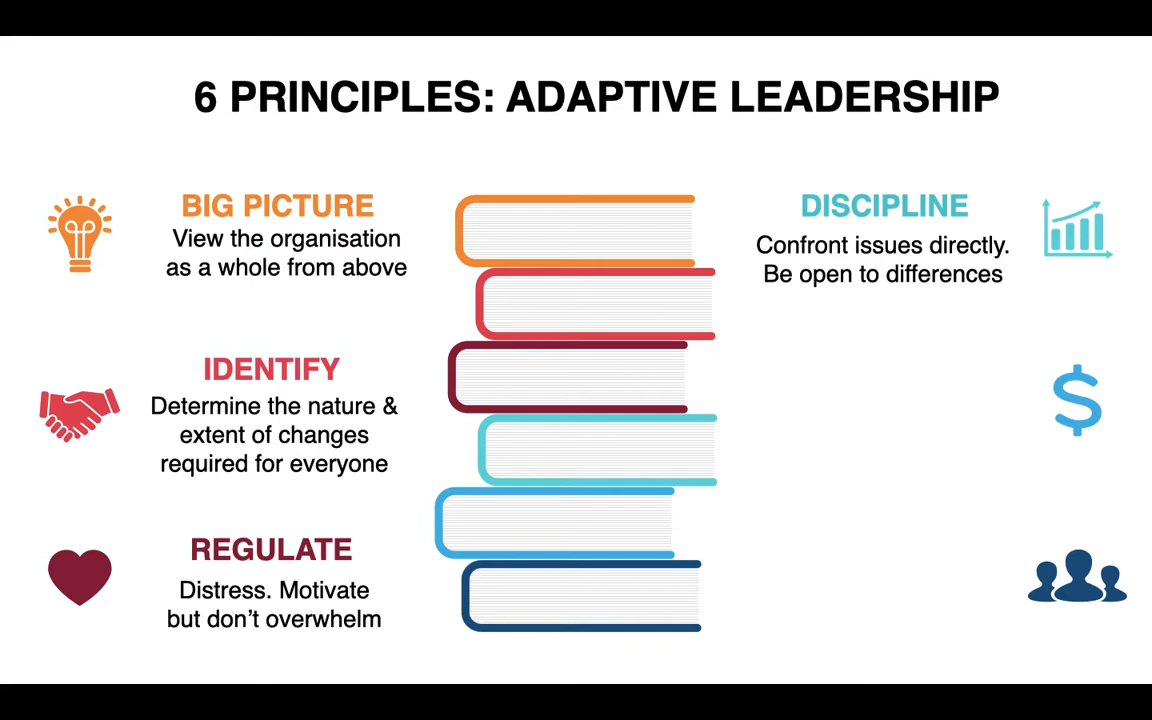 6 PRINCIPLES: ADAPTIVE LEADERSHIP
BIG PICTURE
View the organisation
as a whole from above
IDENTIFY
Determine the nature &
extent of changes
required for everyone
REGULATE
Distress. Motivate
but don’t overwhelm
DISCIPLINE
Confront issues directly.
Be open to differences
$